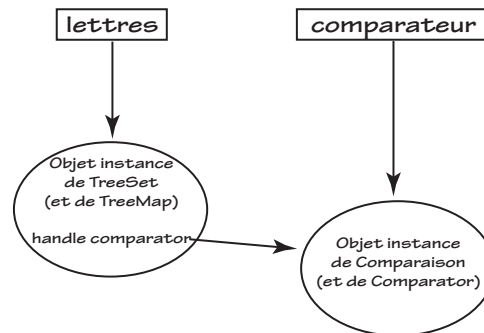 lettres
comparateur
Objet instance
de TreeSet
(et de TreeMap)
handle comparator
Objet instance
de Comparaison
(et de Comparator)